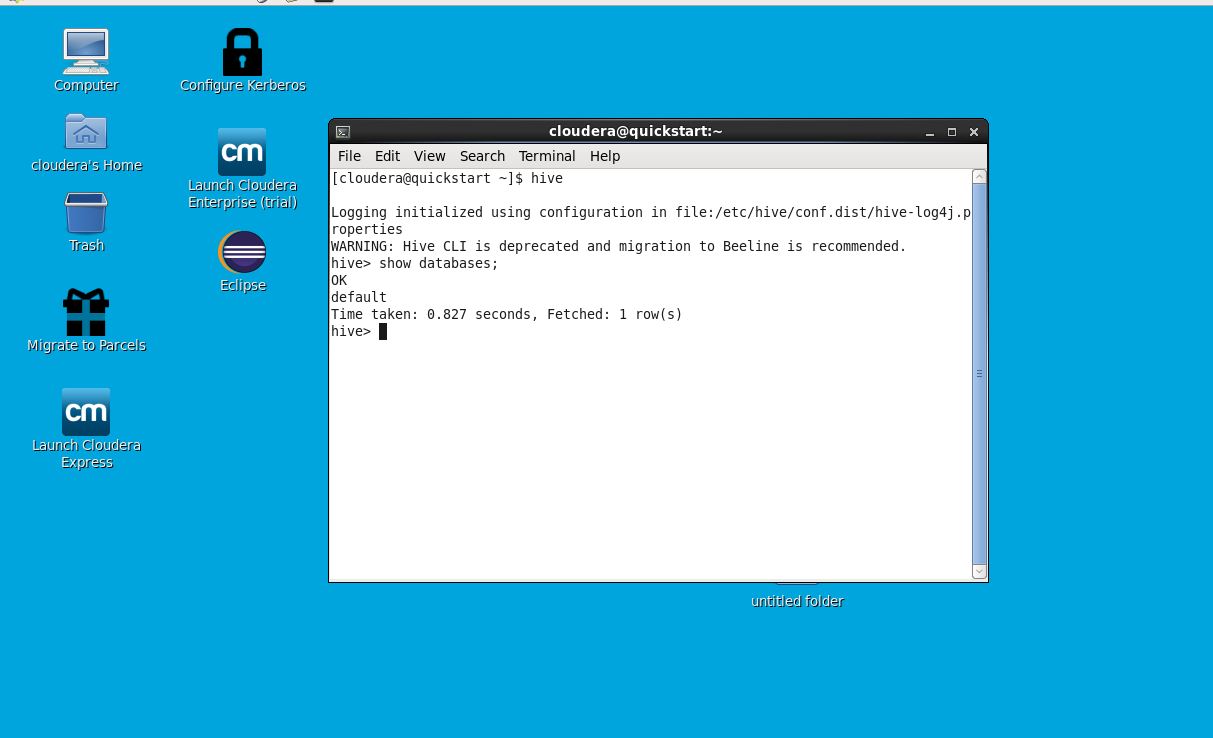 Computer
Configure Kerberos
cloudera's Home
cm
Launch Cloudera
Enterprise (trial)
Trash
Eclipse
Migrate to Parcels
cm
Launch Cloudera
Express
cloudera@quickstart:~
File Edit View Search Terminal Help
[cloudera@quickstart ~]$ hive
Logging initialized using configuration in file:/etc/hive/conf.dist/hive-log4j.p
roperties
WARNING: Hive CLI is deprecated and migration to Beeline is recommended.
hive> show databases;
OK
default
Time taken: 0.827 seconds, Fetched: 1 row(s)
hive>
untitled folder